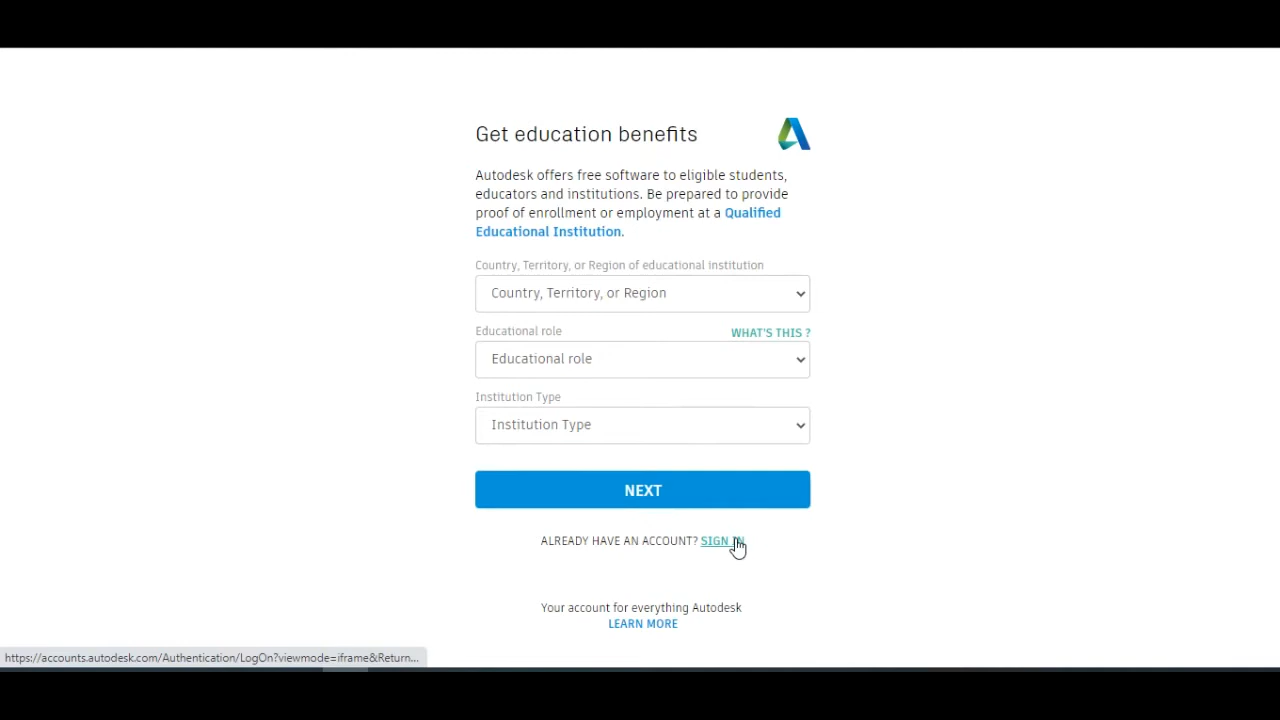 Get education benefits
Autodesk offers free software to eligible students,
educators and institutions. Be prepared to provide
proof of enrollment or employment at a Qualified
Educational Institution.
Country, Territory, or Region of educational institution
Country, Territory, or Region
Educational role
WHAT'S THIS ?
Educational role
Institution Type
Institution Type
NEXT
ALREADY HAVE AN ACCOUNT? SIGN IN
Your account for everything Autodesk
LEARN MORE
https://accounts.autodesk.com/Authentication/LogOn?viewmode=iframe&Return...